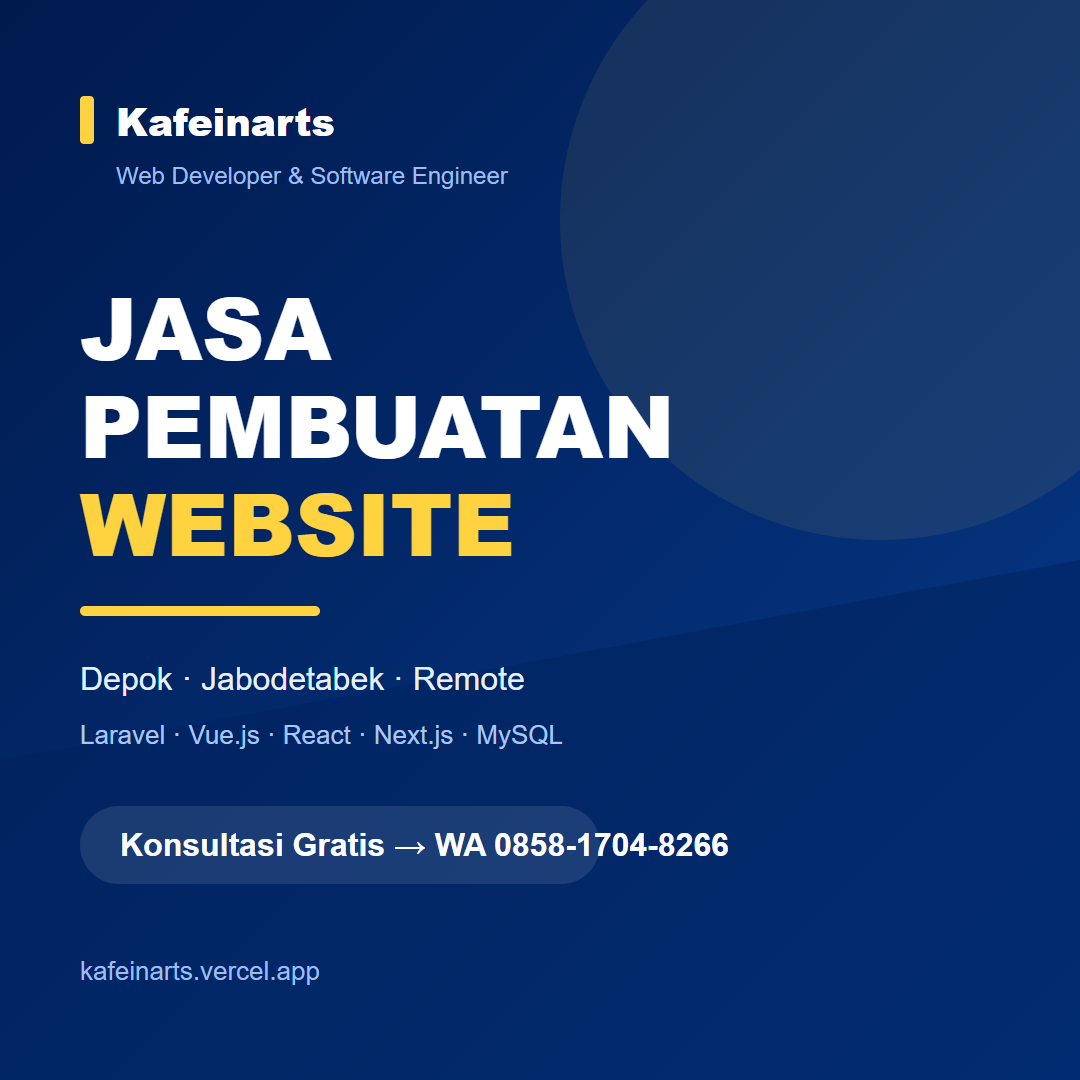 Kafeinarts
Web Developer & Software Engineer
JASA
PEMBUATAN
WEBSITE
Depok · Jabodetabek · Remote
Laravel · Vue.js · React · Next.js · MySQL
Konsultasi Gratis → WA 0858-1704-8266
kafeinarts.vercel.app